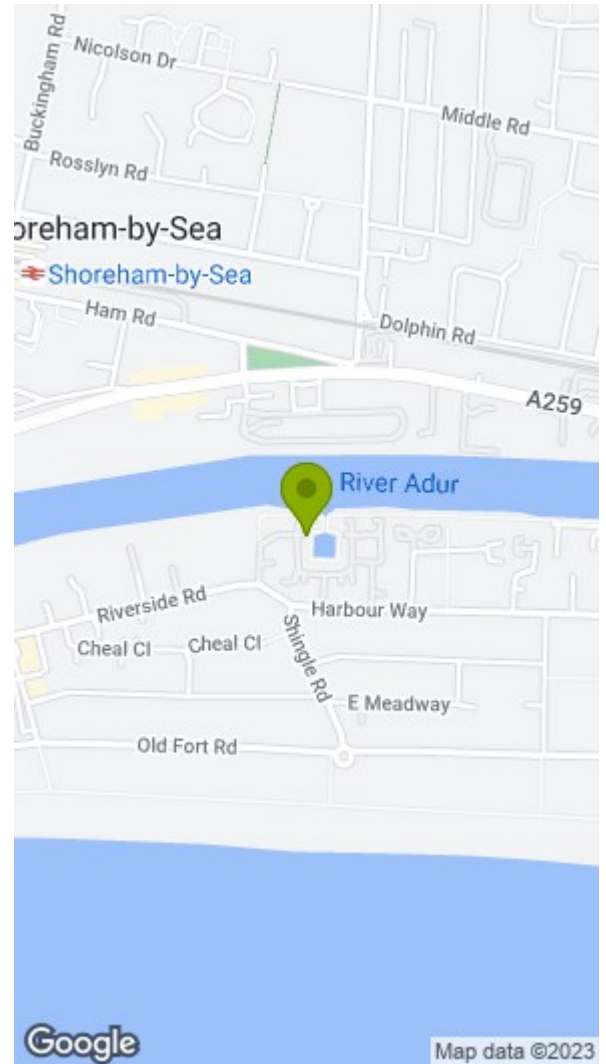 Nicolson Dr
Buckingham Rd
Middle Rd
Rosslyn Rd
oreham-by-Sea
Shoreham-by-Sea
Ham Rd
Dolphin Rd
A259
River Adur
Riverside Rd
Harbour Way
Cheal Cl
Cheal Cl
Shingle Rd
E Meadway
Old Fort Rd
Google
Map data ©2023